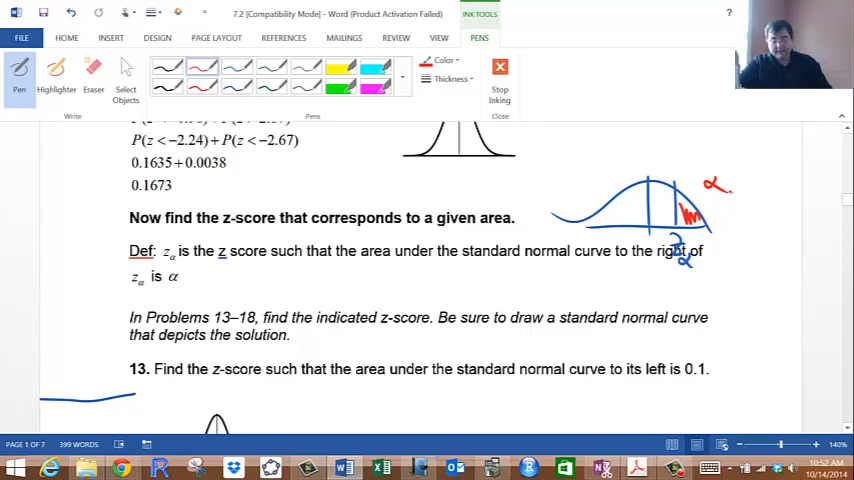 7.2 [Compatibility Mode] - Word (Product Activation Failed)
INK TOOLS
?
FILE HOME INSERT DESIGN PAGE LAYOUT REFERENCES MAILINGS REVIEW VIEW PENS
Pen
Highlighter
Eraser
Select Objects
Color
Thickness
Stop Inking
Write
Pens
Close
P(z < −2.24) + P(z < −2.67)
0.1635 + 0.0038
0.1673
α
Now find the z-score that corresponds to a given area.
Def: zα is the z score such that the area under the standard normal curve to the right of
zα is α
zα
In Problems 13–18, find the indicated z-score. Be sure to draw a standard normal curve
that depicts the solution.
13. Find the z-score such that the area under the standard normal curve to its left is 0.1.
PAGE 1 OF 7 399 WORDS 140%
10:52 AM
10/14/2014